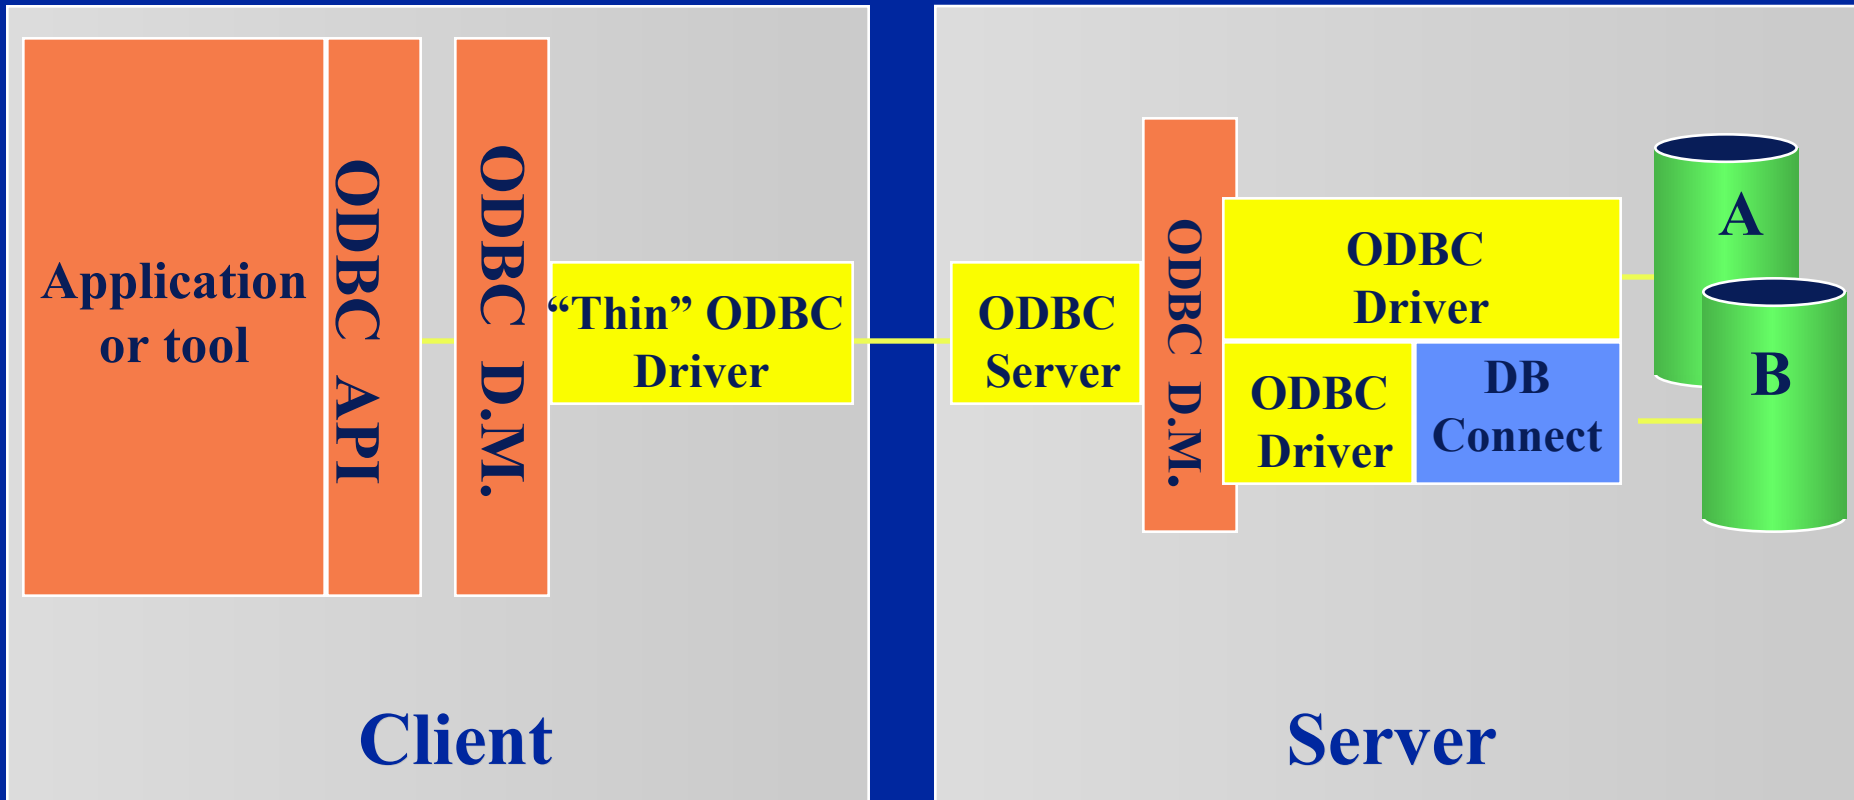 Application
or tool
ODBC API
ODBC D.M.
“Thin” ODBC
Driver
Client
ODBC
Server
ODBC D.M.
ODBC
Driver
ODBC
Driver
DB
Connect
A
B
Server